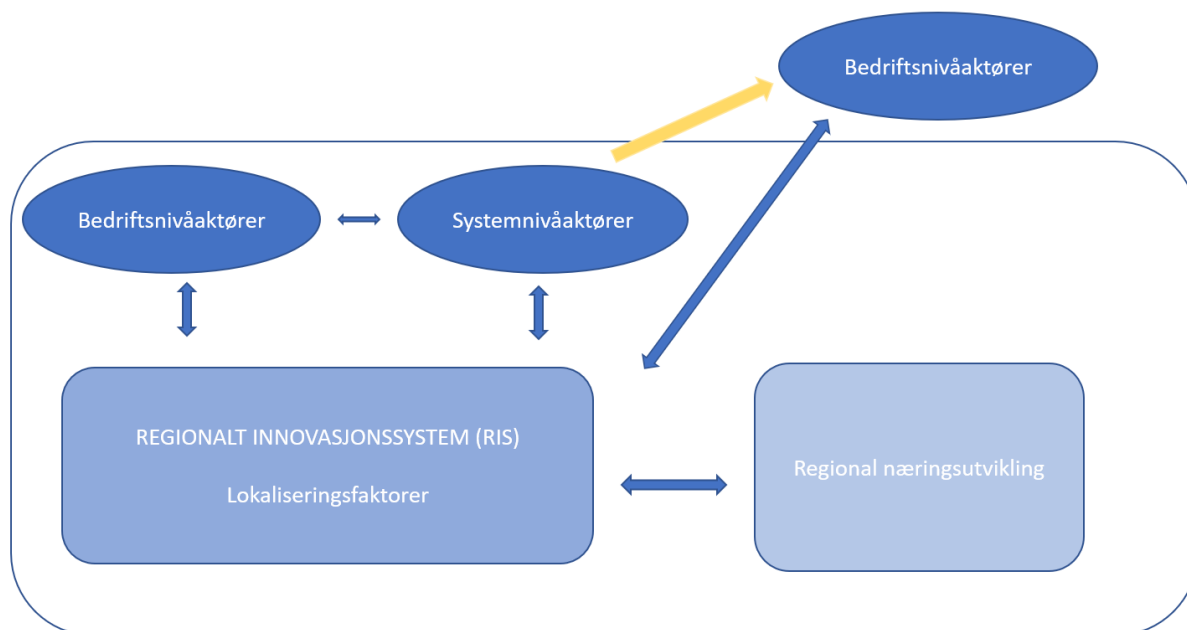 Bedriftsnivåaktører
Bedriftsnivåaktører
Systemnivåaktører
REGIONALT INNOVASJONSSYSTEM (RIS)
Lokaliseringsfaktorer
Regional næringsutvikling